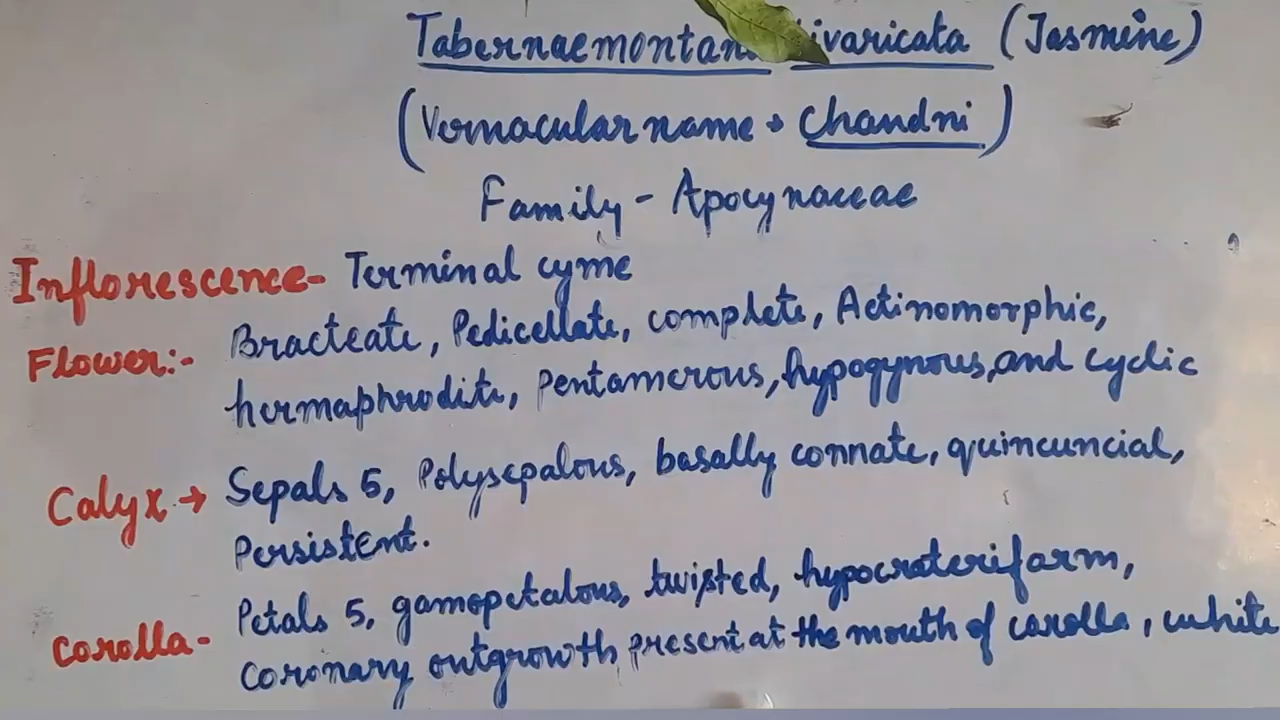 Tabernaemontana divaricata (Jasmine)
(Vernacular name → Chandni)
Family - Apocynaceae
Inflorescence- Terminal cyme
Flower:- Bracteate, Pedicellate, complete, Actinomorphic,
hermaphrodite, pentamerous, hypogynous, and cyclic
Calyx → Sepals 5, Polysepalous, basally connate, quincuncial,
Persistent.
Corolla- Petals 5, gamopetalous, twisted, hypocrateriform,
Coronary outgrowth present at the mouth of carolla, white